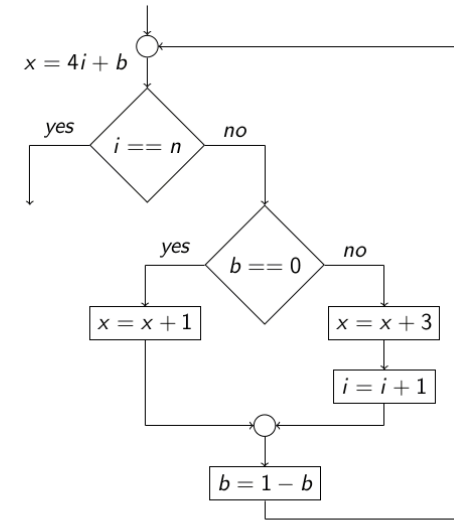 x = 4i + b
yes
i == n
no
yes
b == 0
no
x = x + 1
x = x + 3
i = i + 1
b = 1 − b